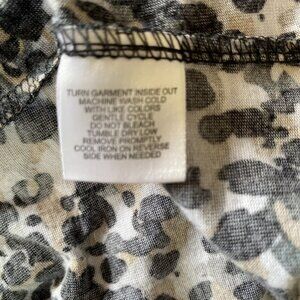 TURN GARMENT INSIDE OUT
MACHINE WASH COLD
WITH LIKE COLORS
GENTLE CYCLE
DO NOT BLEACH
TUMBLE DRY LOW
REMOVE PROMPTLY
COOL IRON ON REVERSE
SIDE WHEN NEEDED